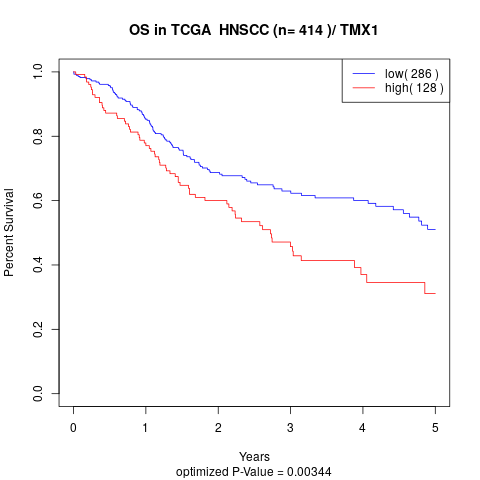 OS in TCGA  HNSCC (n= 414 )/ TMX1
low( 286 )
high( 128 )
Percent Survival
1.0
0.8
0.6
0.4
0.2
0.0
0 1 2 3 4 5
Years
optimized P-Value = 0.00344